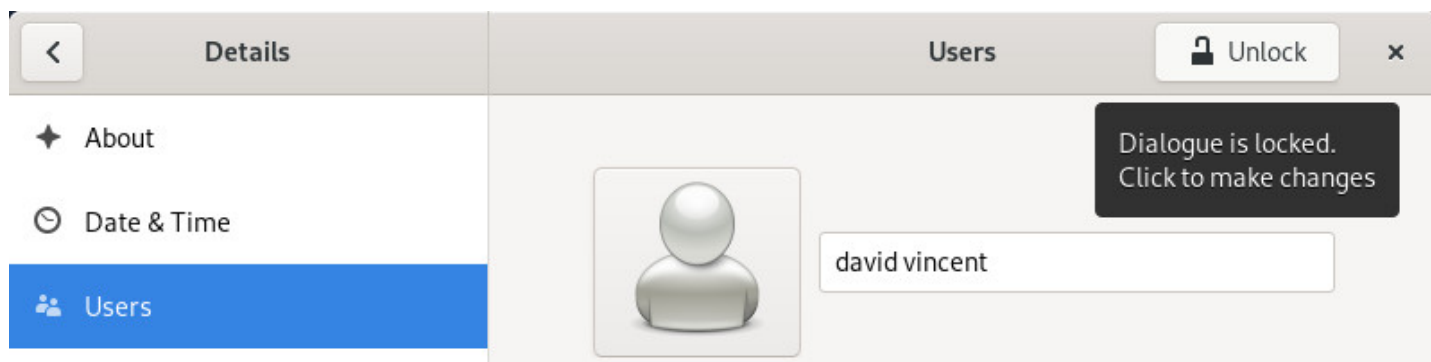 Details
Users
Unlock
About
Date & Time
Users
Dialogue is locked.
Click to make changes
david vincent